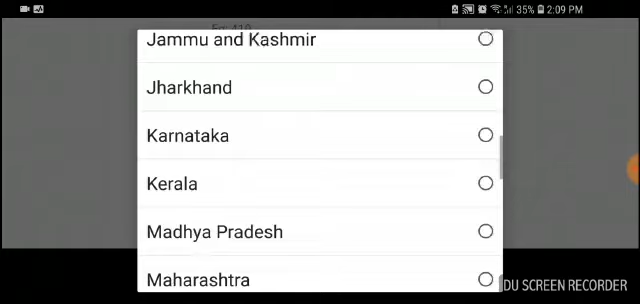 35% 2:09 PM
Jammu and Kashmir
Jharkhand
Karnataka
Kerala
Madhya Pradesh
Maharashtra
DU SCREEN RECORDER